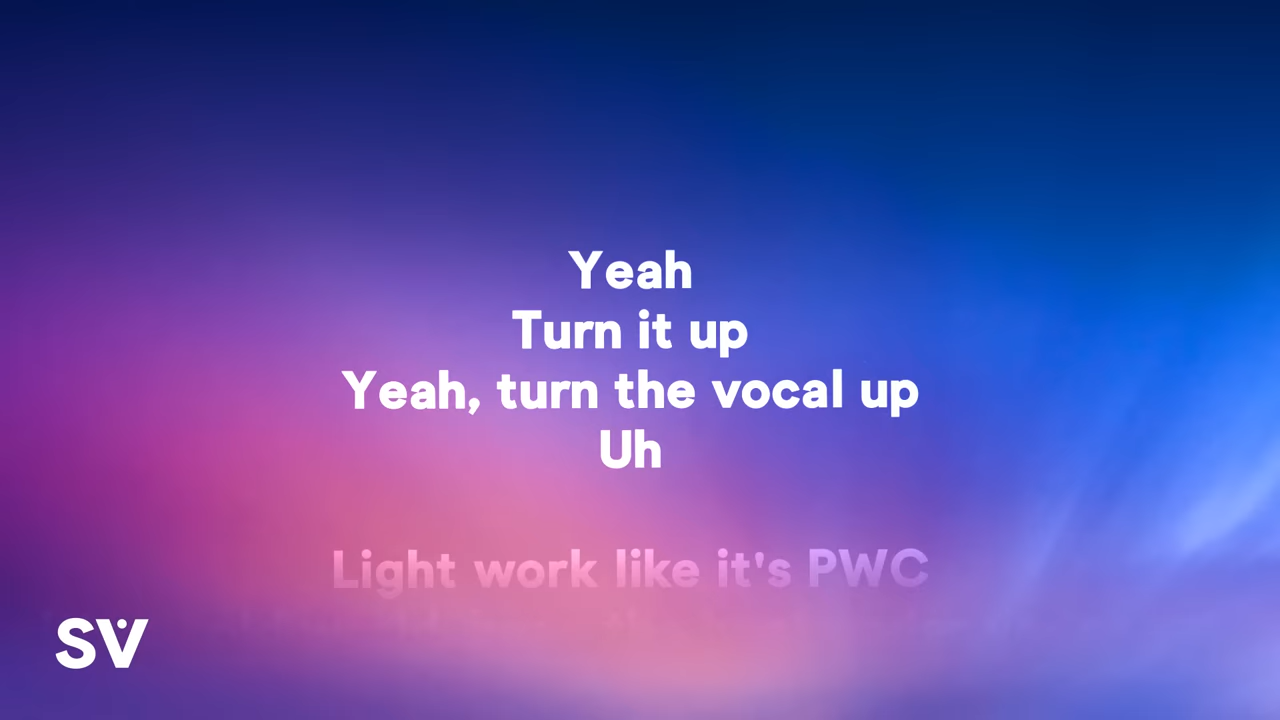 Yeah
Turn it up
Yeah, turn the vocal up
Uh
Light work like it's PWC
SV